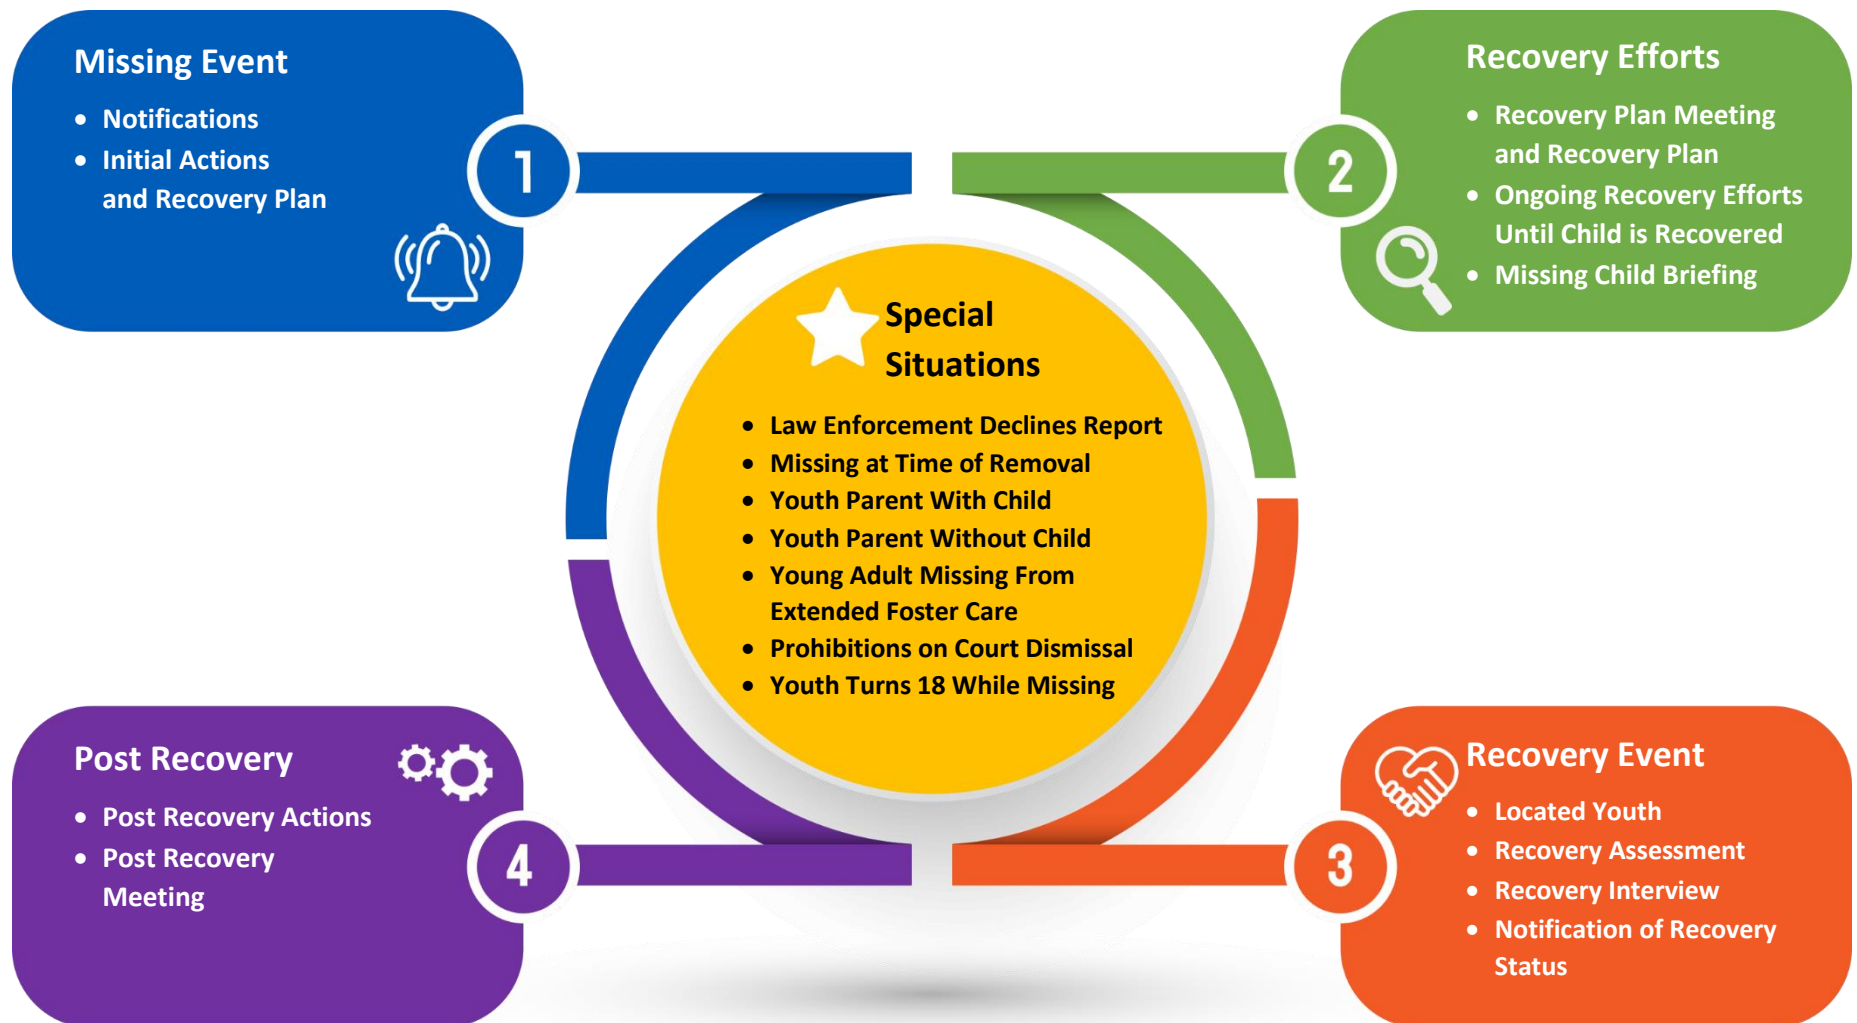 Missing Event
• Notifications
• Initial Actions
and Recovery Plan
1
Recovery Efforts
• Recovery Plan Meeting
and Recovery Plan
• Ongoing Recovery Efforts
Until Child is Recovered
• Missing Child Briefing
2
Special
Situations
• Law Enforcement Declines Report
• Missing at Time of Removal
• Youth Parent With Child
• Youth Parent Without Child
• Young Adult Missing From
Extended Foster Care
• Prohibitions on Court Dismissal
• Youth Turns 18 While Missing
Recovery Event
• Located Youth
• Recovery Assessment
• Recovery Interview
• Notification of Recovery
Status
3
Post Recovery
• Post Recovery Actions
• Post Recovery
Meeting
4